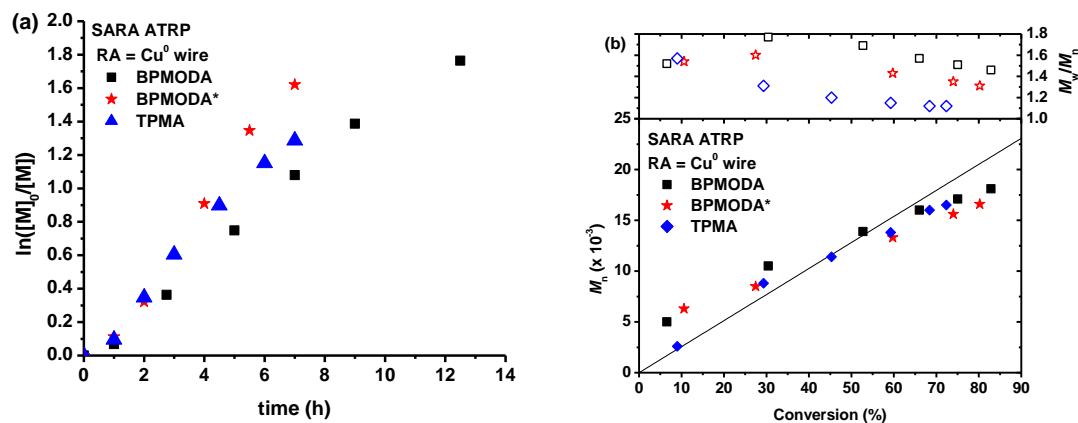 (a)
SARA ATRP
RA = Cu⁰ wire
BPMODA
BPMODA*
TPMA
ln([M]₀/[M])
2.0
1.8
1.6
1.4
1.2
1.0
0.8
0.6
0.4
0.2
0.0
0 2 4 6 8 10 12 14
time (h)
(b)
1.8
1.6
1.4
1.2
1.0
Mw/Mn
SARA ATRP
RA = Cu⁰ wire
BPMODA
BPMODA*
TPMA
Mn (x 10⁻³)
20
15
10
5
0
0 10 20 30 40 50 60 70 80 90
Conversion (%)